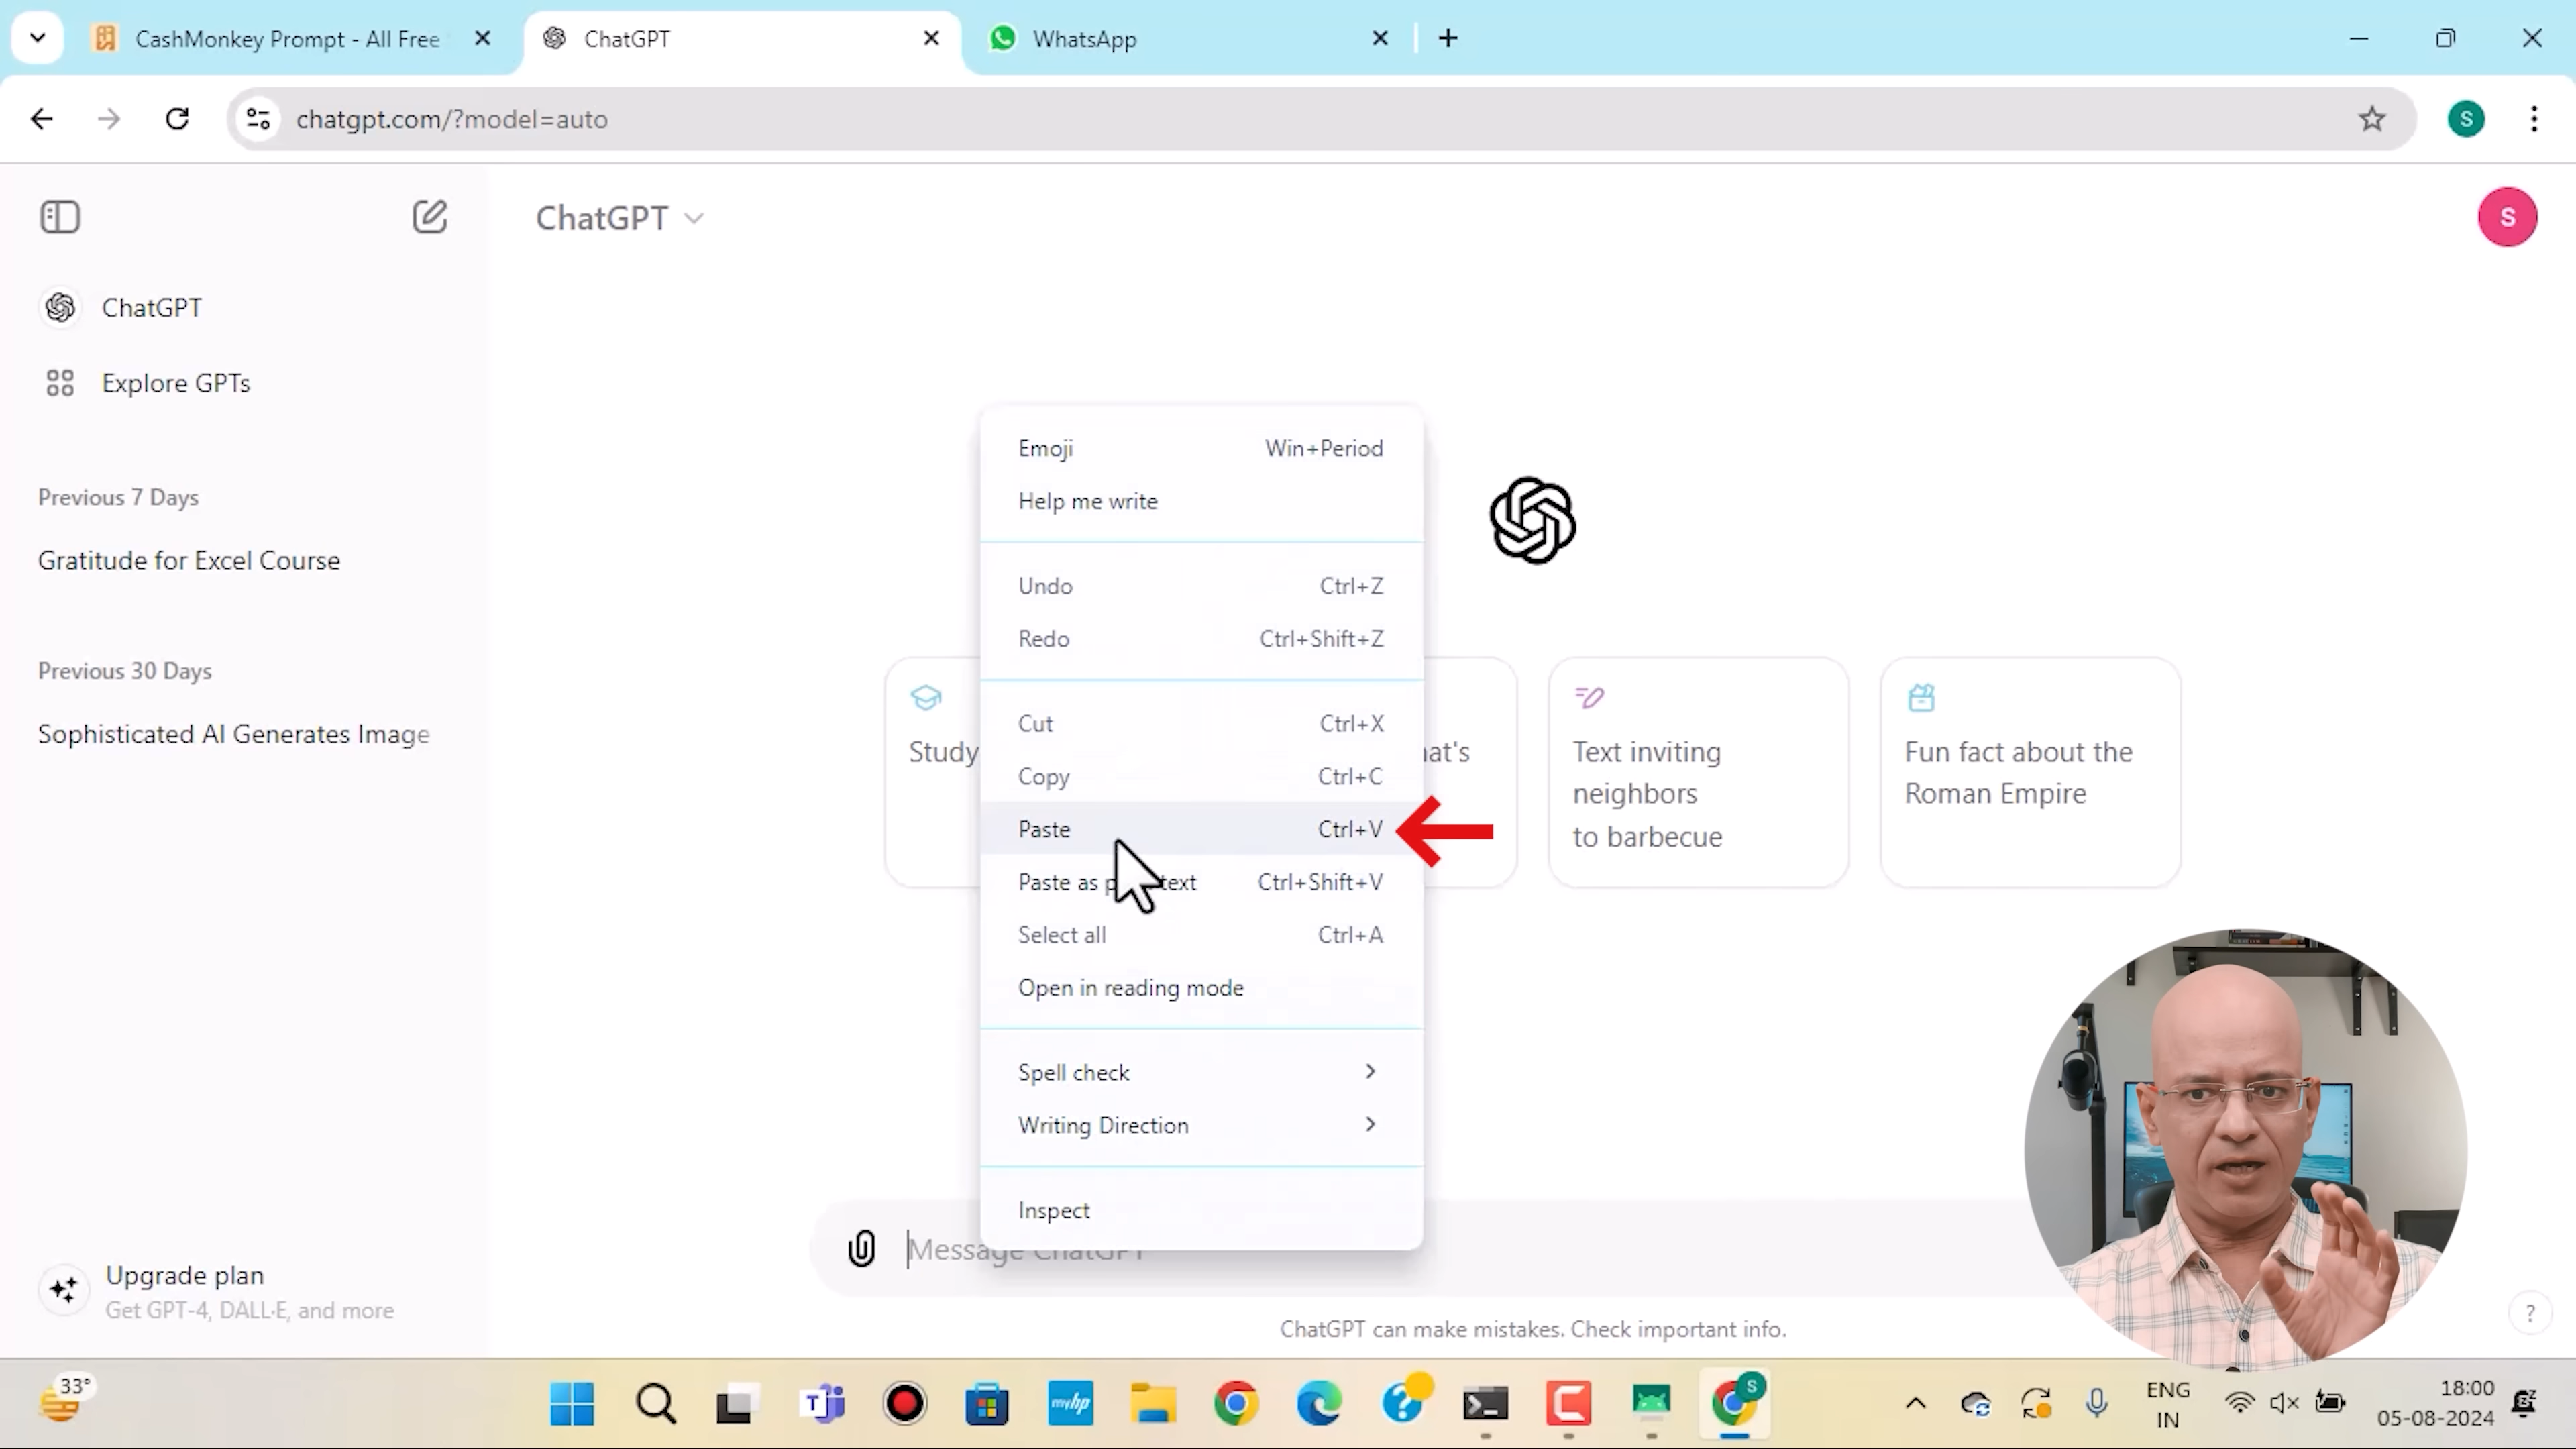 CashMonkey Prompt - All Free
ChatGPT
WhatsApp
chatgpt.com/?model=auto
S
ChatGPT
S
ChatGPT
Explore GPTs
Previous 7 Days
Gratitude for Excel Course
Previous 30 Days
Sophisticated AI Generates Image
Emoji Win+Period
Help me write
Undo Ctrl+Z
Redo Ctrl+Shift+Z
Cut Ctrl+X
Copy Ctrl+C
Paste Ctrl+V
Paste as text Ctrl+Shift+V
Select all Ctrl+A
Open in reading mode
Spell check
Writing Direction
Inspect
Study
Text inviting
neighbors
to barbecue
Fun fact about the
Roman Empire
Message ChatGPT
Upgrade plan
Get GPT-4, DALL·E, and more
ChatGPT can make mistakes. Check important info.
?
33°
myhp
S
ENG
IN
18:00
05-08-2024